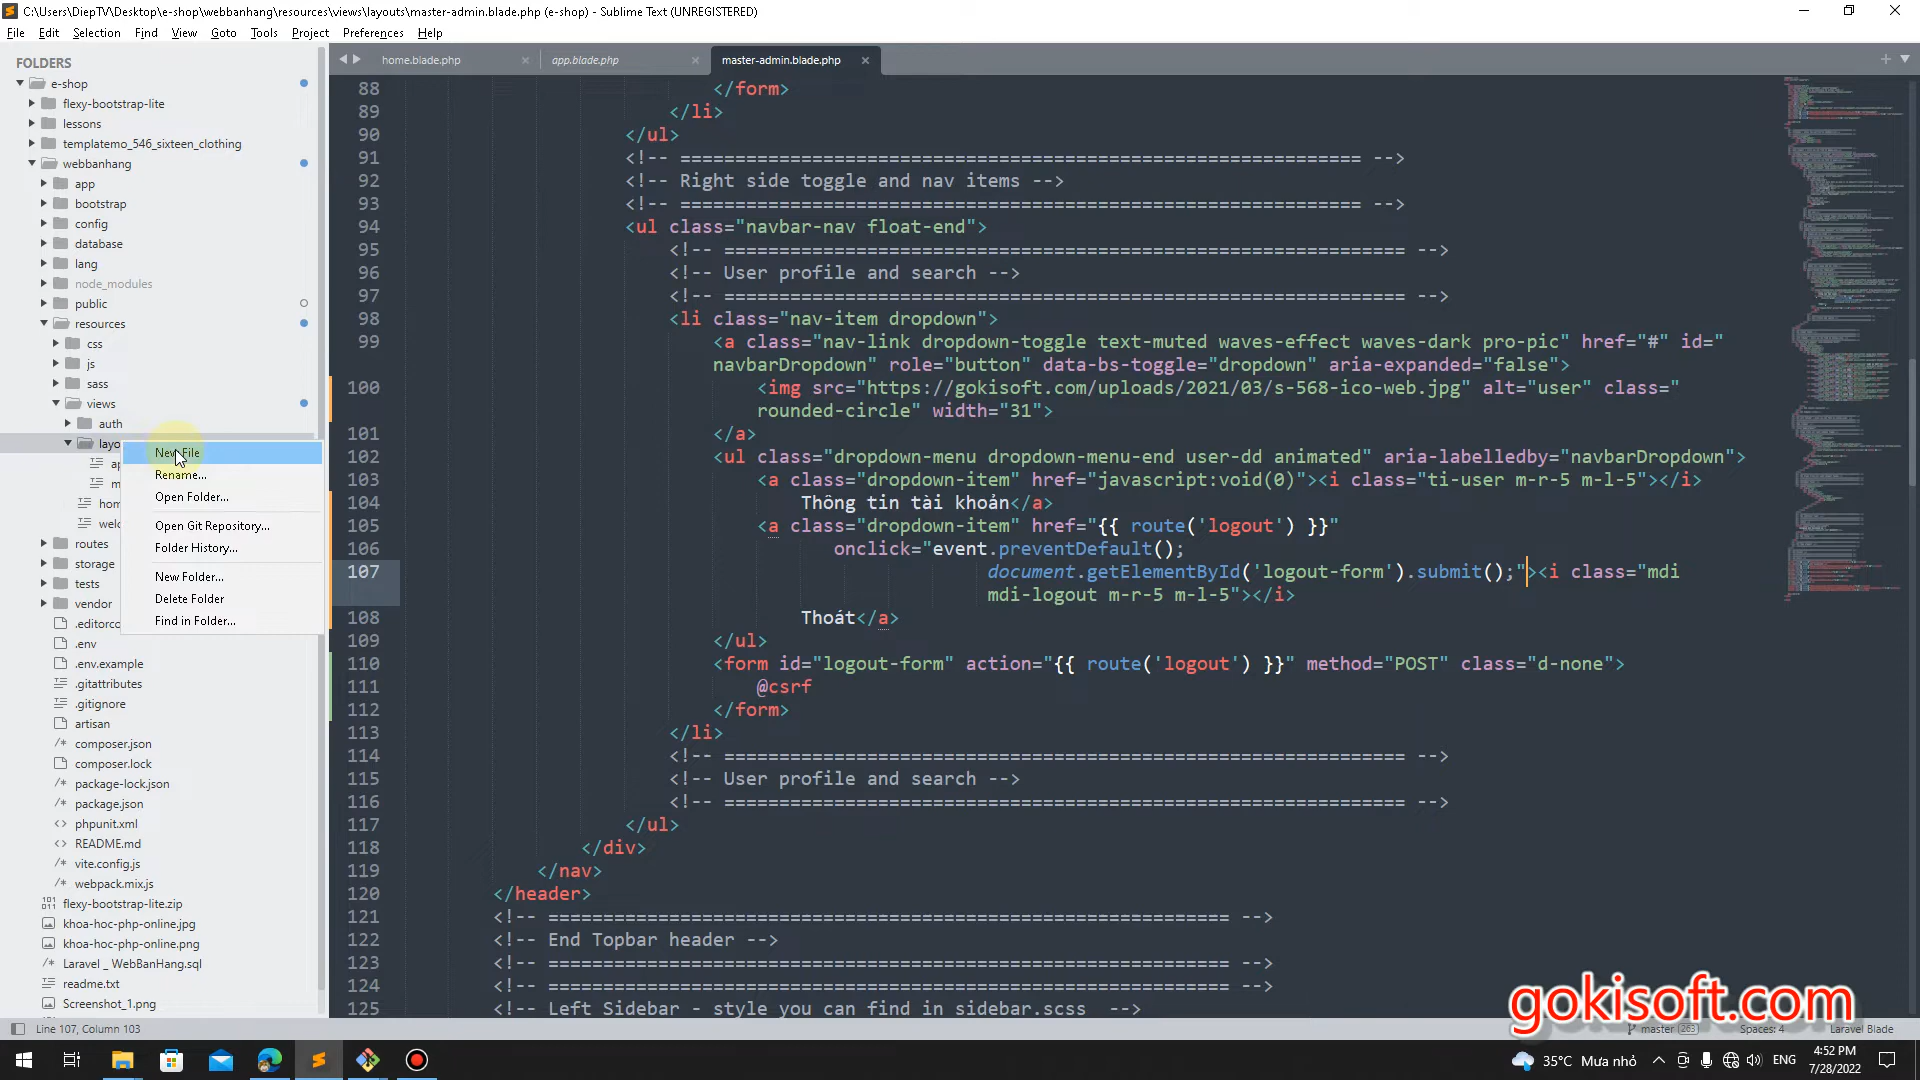 C:\Users\DiepTV\Desktop\e-shop\webbanhang\resources\views\layouts\master-admin.blade.php (e-shop) - Sublime Text (UNREGISTERED)
File Edit Selection Find View Goto Tools Project Preferences Help
FOLDERS
e-shop
flexy-bootstrap-lite
lessons
templatemo_546_sixteen_clothing
webbanhang
app
bootstrap
config
database
lang
node_modules
public
resources
css
js
sass
views
auth
layo
New File
Rename...
Open Folder...
Open Git Repository...
Folder History...
New Folder...
Delete Folder
Find in Folder...
ap
m
hom
welc
routes
storage
tests
vendor
.editorco
.env
.env.example
.gitattributes
.gitignore
artisan
composer.json
composer.lock
package-lock.json
package.json
phpunit.xml
README.md
vite.config.js
webpack.mix.js
flexy-bootstrap-lite.zip
khoa-hoc-php-online.jpg
khoa-hoc-php-online.png
Laravel _ WebBanHang.sql
readme.txt
Screenshot_1.png
home.blade.php app.blade.php master-admin.blade.php
88 </form>
89 </li>
90 </ul>
91 <!-- ============================================================== -->
92 <!-- Right side toggle and nav items -->
93 <!-- ============================================================== -->
94 <ul class="navbar-nav float-end">
95 <!-- ============================================================== -->
96 <!-- User profile and search -->
97 <!-- ============================================================== -->
98 <li class="nav-item dropdown">
99 <a class="nav-link dropdown-toggle text-muted waves-effect waves-dark pro-pic" href="#" id="
navbarDropdown" role="button" data-bs-toggle="dropdown" aria-expanded="false">
100 <img src="https://gokisoft.com/uploads/2021/03/s-568-ico-web.jpg" alt="user" class="
rounded-circle" width="31">
101 </a>
102 <ul class="dropdown-menu dropdown-menu-end user-dd animated" aria-labelledby="navbarDropdown">
103 <a class="dropdown-item" href="javascript:void(0)"><i class="ti-user m-r-5 m-l-5"></i>
104 Thông tin tài khoản</a>
105 <a class="dropdown-item" href="{{ route('logout') }}"
106 onclick="event.preventDefault();
107 document.getElementById('logout-form').submit();"><i class="mdi
mdi-logout m-r-5 m-l-5"></i>
108 Thoát</a>
109 </ul>
110 <form id="logout-form" action="{{ route('logout') }}" method="POST" class="d-none">
111 @csrf
112 </form>
113 </li>
114 <!-- ============================================================== -->
115 <!-- User profile and search -->
116 <!-- ============================================================== -->
117 </ul>
118 </div>
119 </nav>
120 </header>
121 <!-- ============================================================== -->
122 <!-- End Topbar header -->
123 <!-- ============================================================== -->
124 <!-- ============================================================== -->
125 <!-- Left Sidebar - style you can find in sidebar.scss -->
gokisoft.com
Line 107, Column 103 master 263 Spaces: 4 Laravel Blade
35°C Mưa nhỏ ENG 4:52 PM
7/28/2022